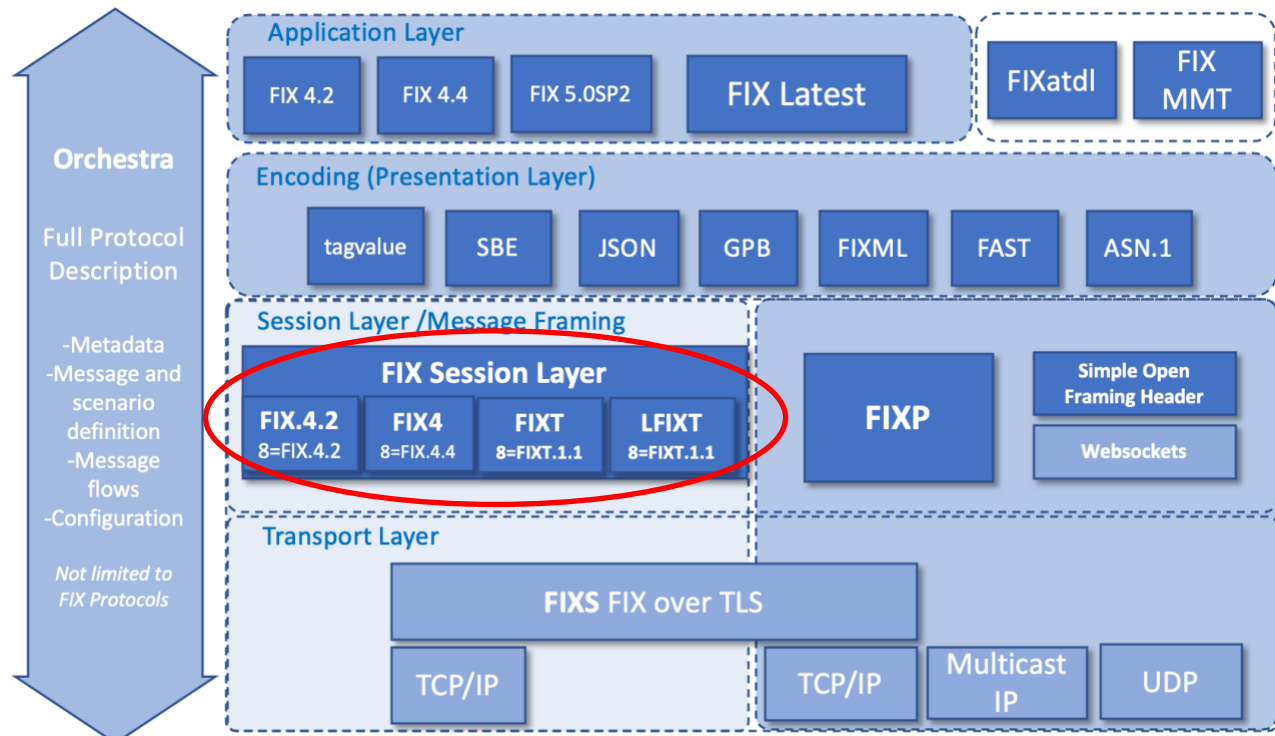 Orchestra
Full Protocol
Description
-Metadata
-Message and
scenario
definition
-Message
flows
-Configuration
Not limited to
FIX Protocols
Application Layer
FIX 4.2
FIX 4.4
FIX 5.0SP2
FIX Latest
FIXatdl
FIX
MMT
Encoding (Presentation Layer)
tagvalue
SBE
JSON
GPB
FIXML
FAST
ASN.1
Session Layer /Message Framing
FIX Session Layer
FIX.4.2
8=FIX.4.2
FIX4
8=FIX.4.4
FIXT
8=FIXT.1.1
LFIXT
8=FIXT.1.1
FIXP
Simple Open
Framing Header
Websockets
Transport Layer
FIXS FIX over TLS
TCP/IP
TCP/IP
Multicast
IP
UDP